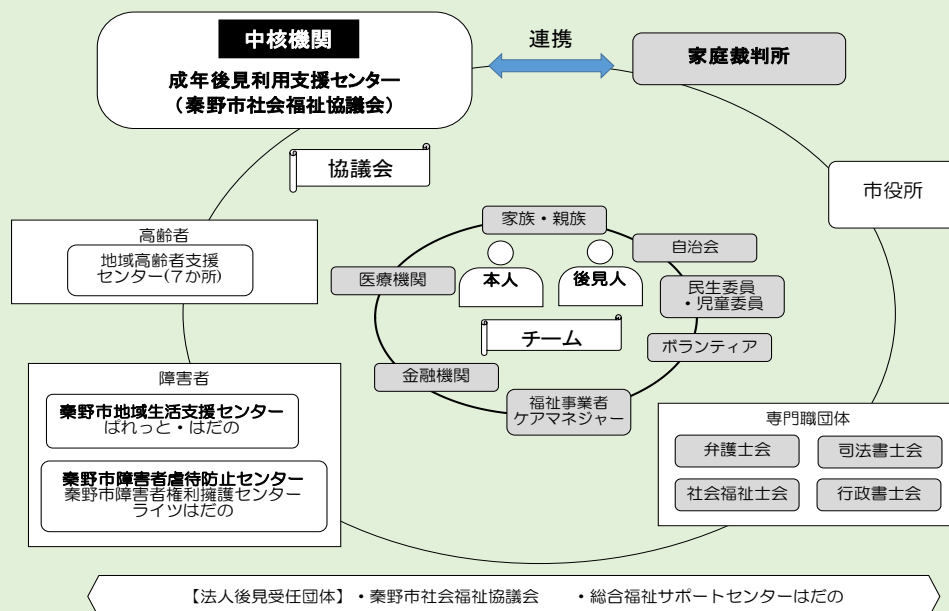 中核機関
成年後見利用支援センター
（秦野市社会福祉協議会）
連携
家庭裁判所
協議会
市役所
高齢者
地域高齢者支援
センター(７か所)
家族・親族
自治会
医療機関
本人
後見人
民生委員
・児童委員
チーム
ボランティア
金融機関
福祉事業者
ケアマネジャー
障害者
秦野市地域生活支援センター
ぱれっと・はだの
秦野市障害者虐待防止センター
秦野市障害者権利擁護センター
ライツはだの
専門職団体
弁護士会
司法書士会
社会福祉士会
行政書士会
【法人後見受任団体】・秦野市社会福祉協議会　　・総合福祉サポートセンターはだの